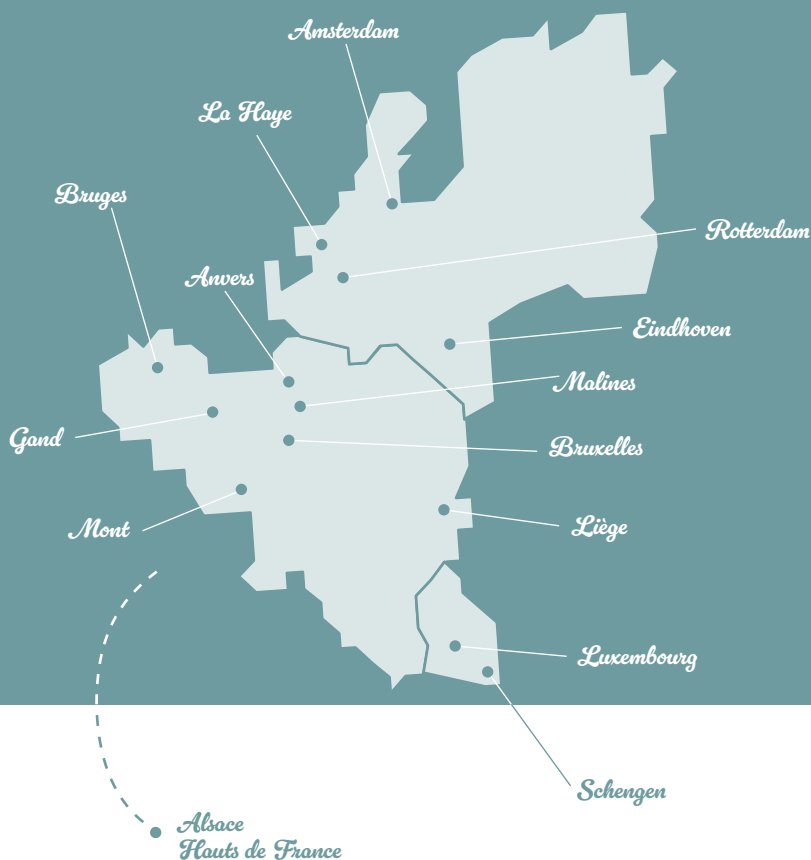 Amsterdam
La Haye
Bruges
Rotterdam
Anvers
Eindhoven
Malines
Gand
Bruxelles
Mont
Liège
Luxembourg
Schengen
Alsace
Hauts de France